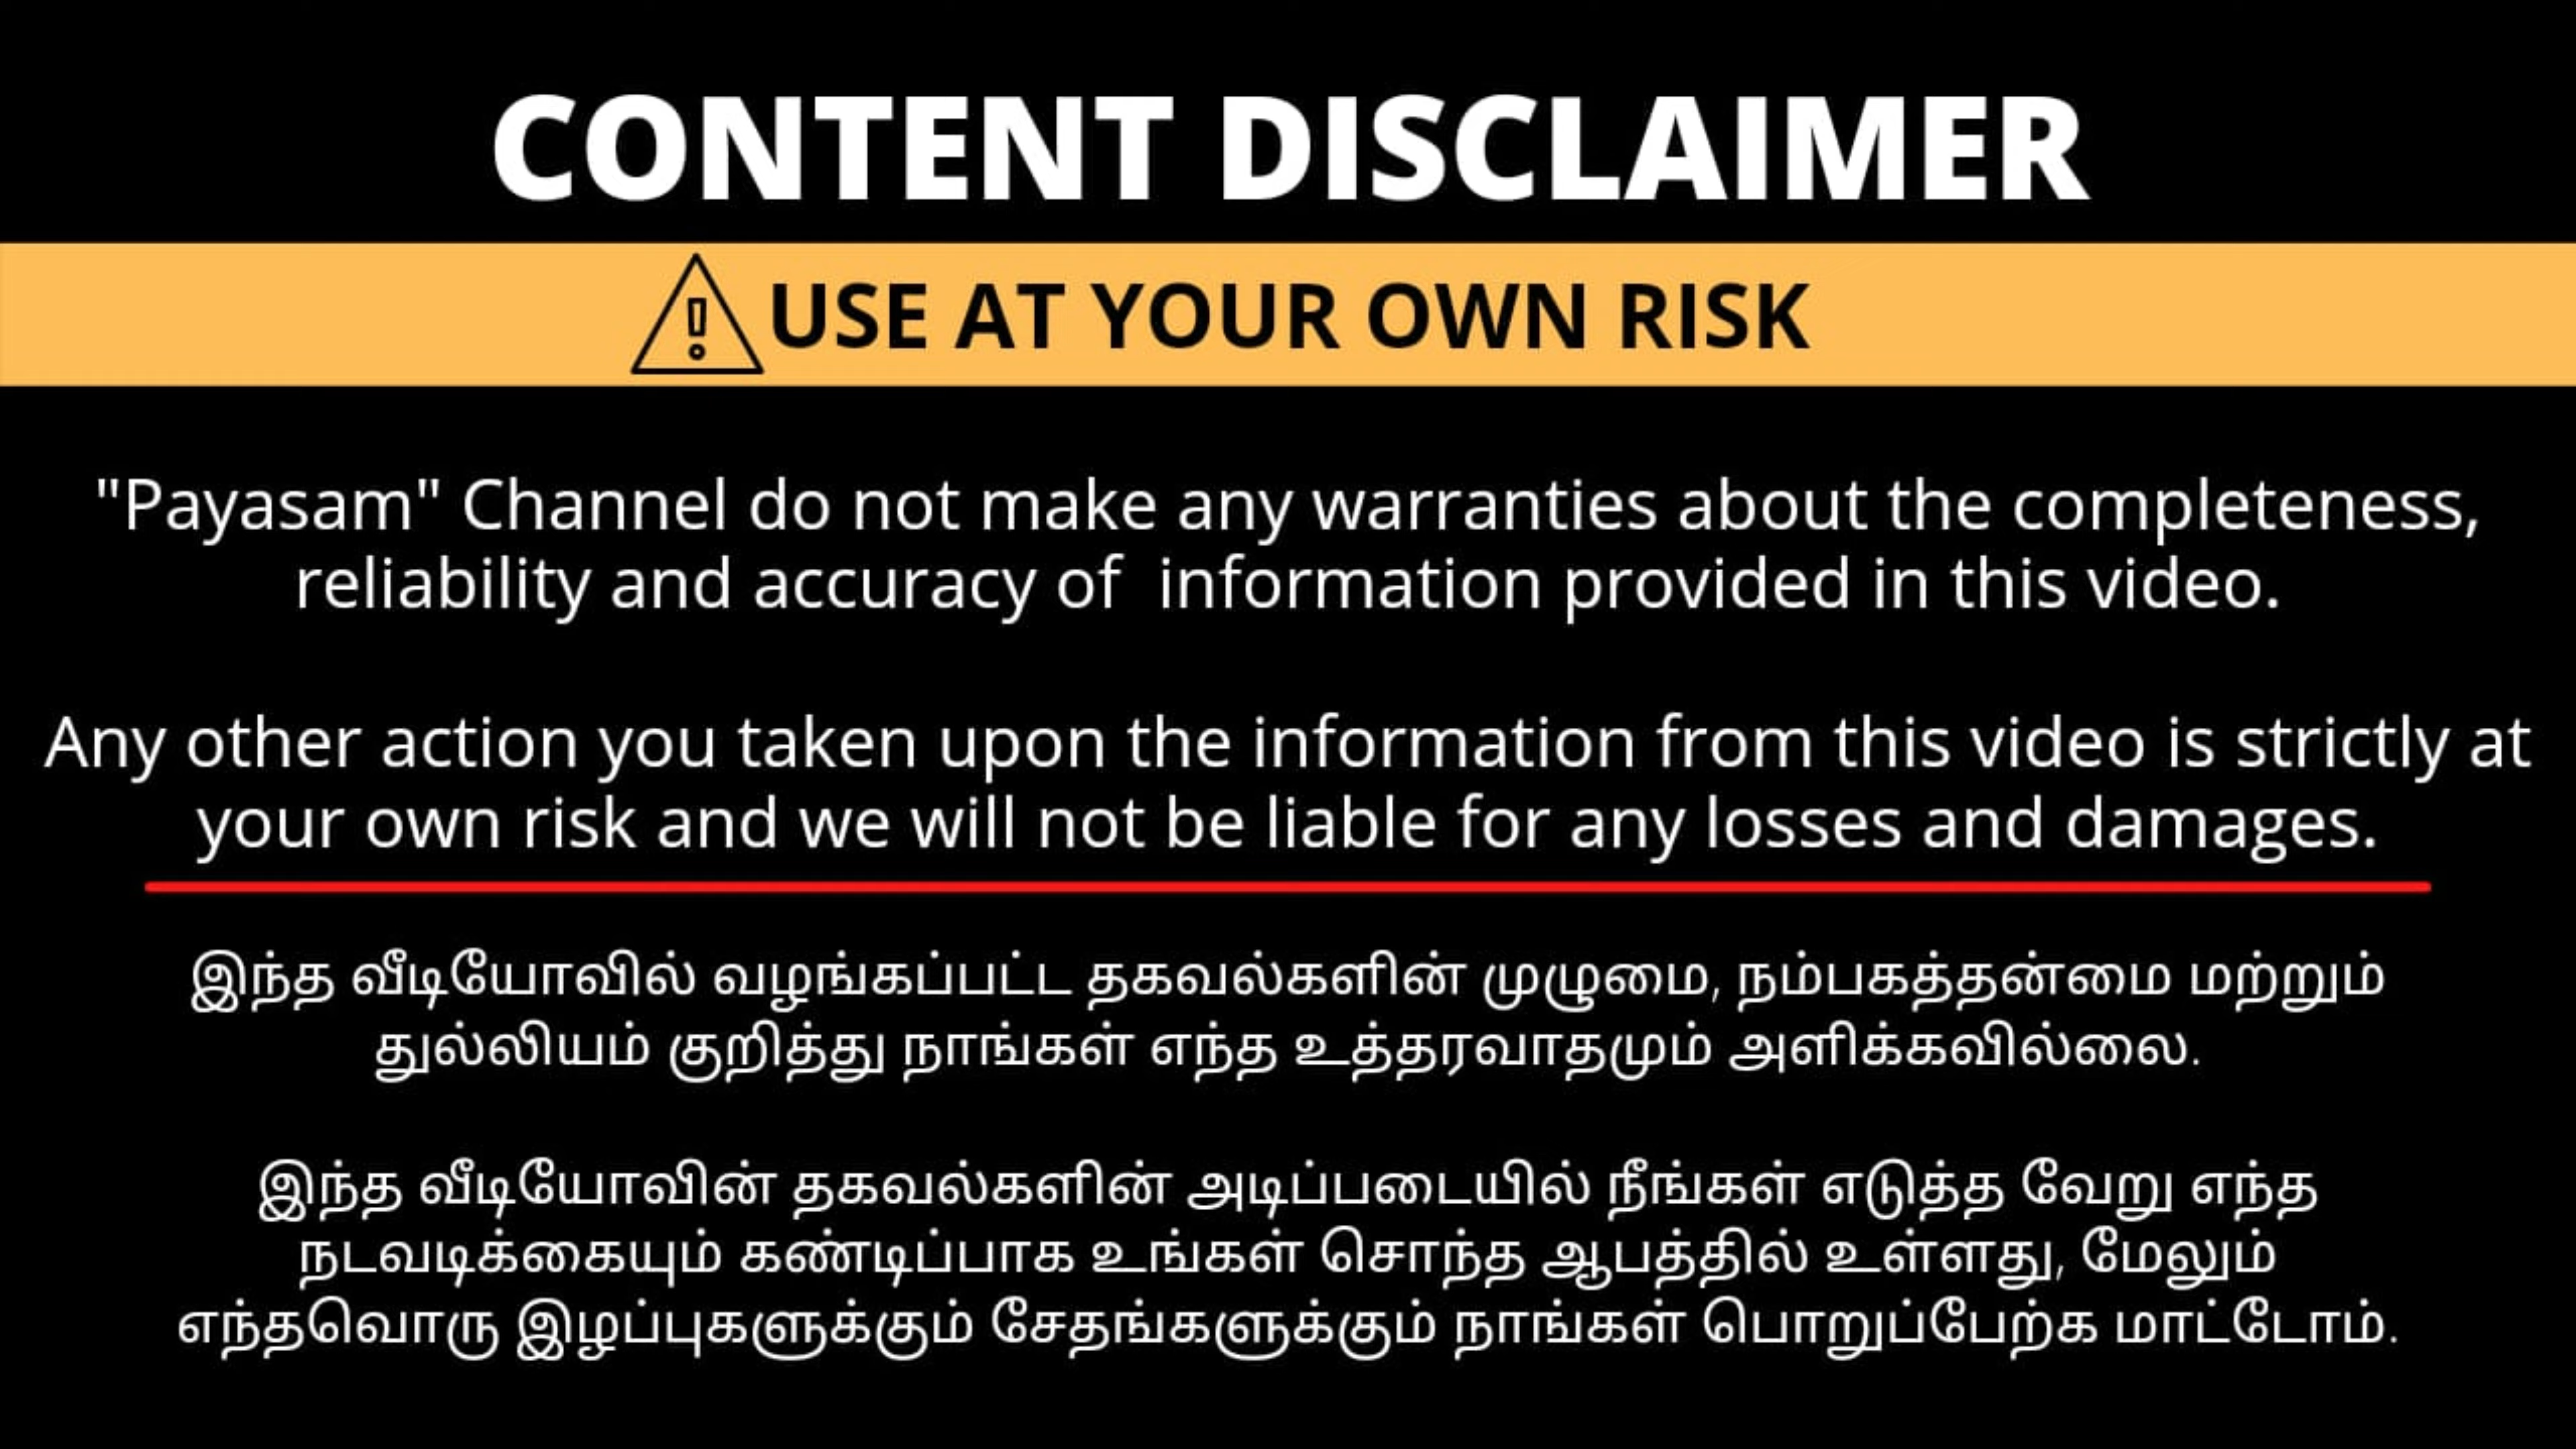 CONTENT DISCLAIMER
USE AT YOUR OWN RISK
"Payasam" Channel do not make any warranties about the completeness,
reliability and accuracy of  information provided in this video.
Any other action you taken upon the information from this video is strictly at
your own risk and we will not be liable for any losses and damages.
இந்த வீடியோவில் வழங்கப்பட்ட தகவல்களின் முழுமை, நம்பகத்தன்மை மற்றும்
துல்லியம் குறித்து நாங்கள் எந்த உத்தரவாதமும் அளிக்கவில்லை.
இந்த வீடியோவின் தகவல்களின் அடிப்படையில் நீங்கள் எடுத்த வேறு எந்த
நடவடிக்கையும் கண்டிப்பாக உங்கள் சொந்த ஆபத்தில் உள்ளது, மேலும்
எந்தவொரு இழப்புகளுக்கும் சேதங்களுக்கும் நாங்கள் பொறுப்பேற்க மாட்டோம்.